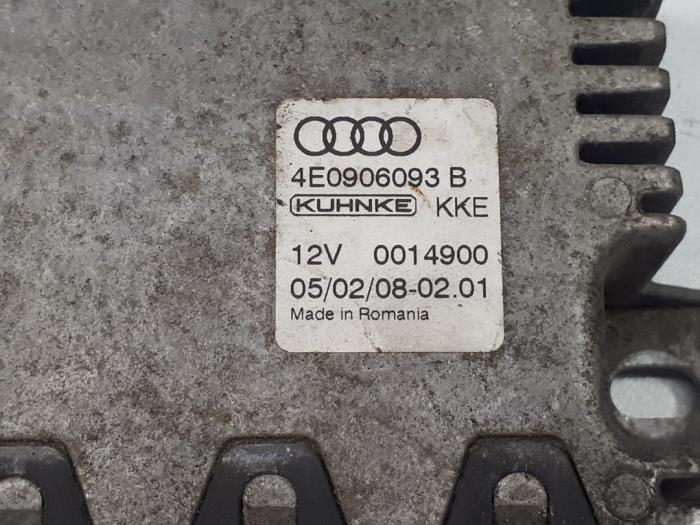 4E0906093 B
KUHNKE KKE
12V 0014900
05/02/08-02.01
Made in Romania